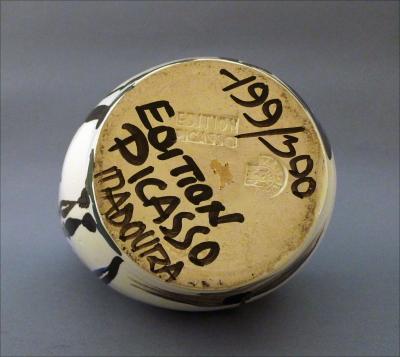 199/300
EDITION
PICASSO
MADOURA
EDITION
PICASSO